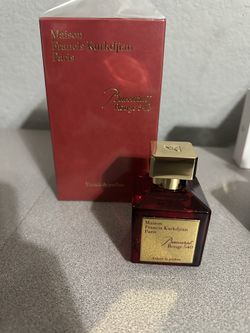 Maison
Francis Kurkdjian
Paris
Baccarat
Rouge 540
Extrait de parfum
Maison
Francis Kurkdjian
Paris
Baccarat
Rouge 540
Extrait de parfum